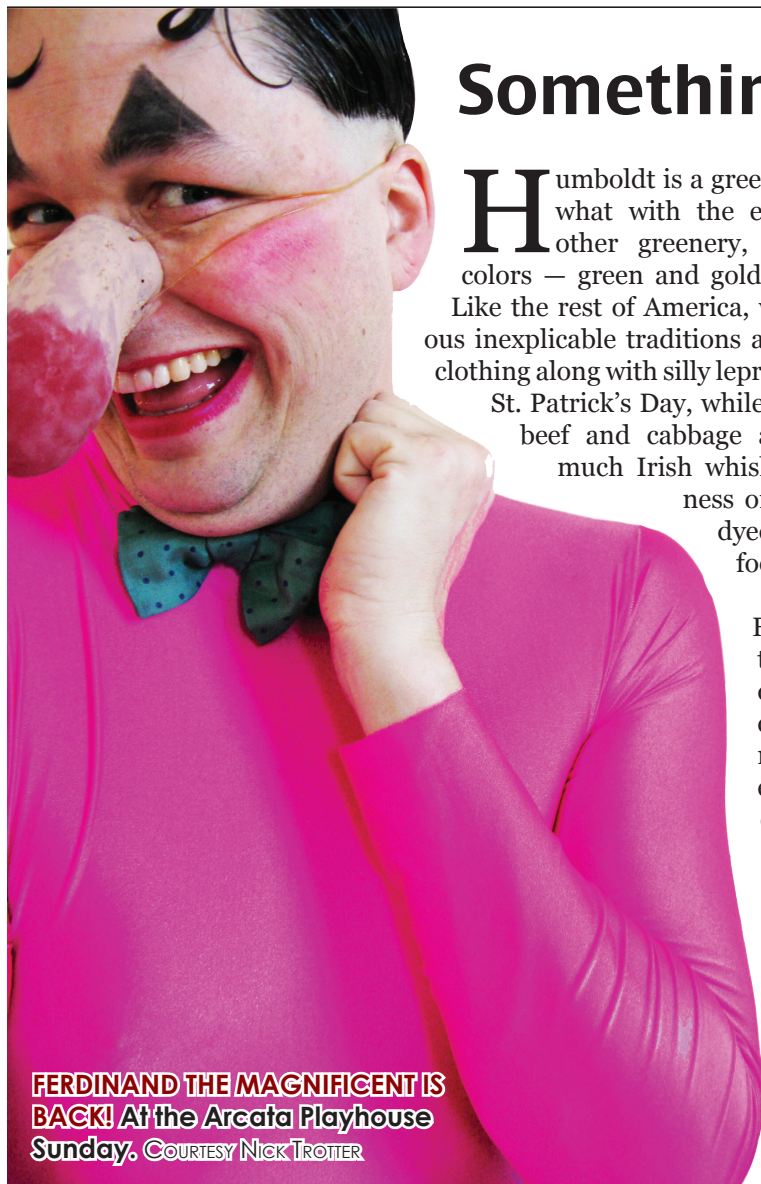 Somethin
Humboldt is a gree
what with the e
other greenery,
colors — green and gold
Like the rest of America,
ous inexplicable traditions a
clothing along with silly lepr
St. Patrick's Day, while
beef and cabbage a
much Irish whisk
ness o
dye
fo
FERDINAND THE MAGNIFICENT IS
BACK! At the Arcata Playhouse
Sunday. COURTESY NICK TROTTER